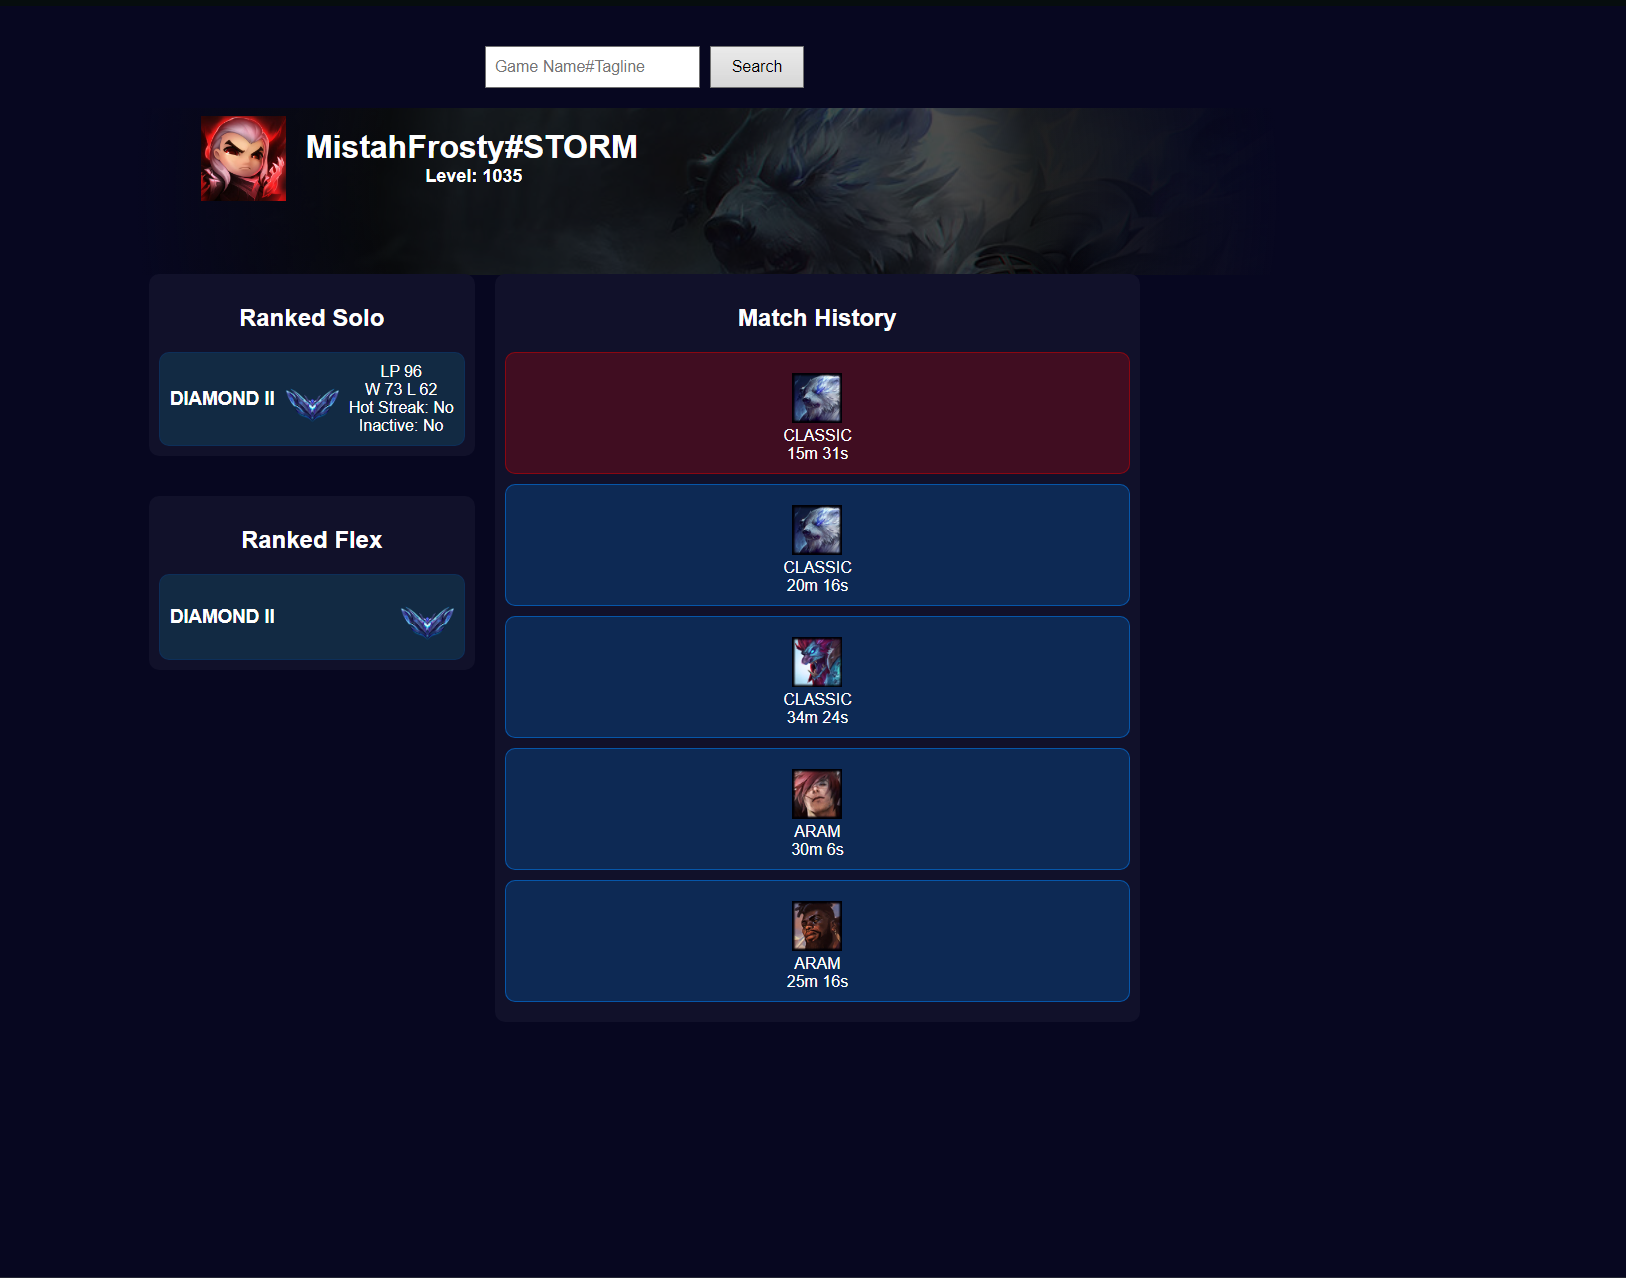 Game Name#Tagline
Search
MistahFrosty#STORM
Level: 1035
Ranked Solo
DIAMOND II
LP 96
W 73 L 62
Hot Streak: No
Inactive: No
Ranked Flex
DIAMOND II
Match History
CLASSIC
15m 31s
CLASSIC
20m 16s
CLASSIC
34m 24s
ARAM
30m 6s
ARAM
25m 16s